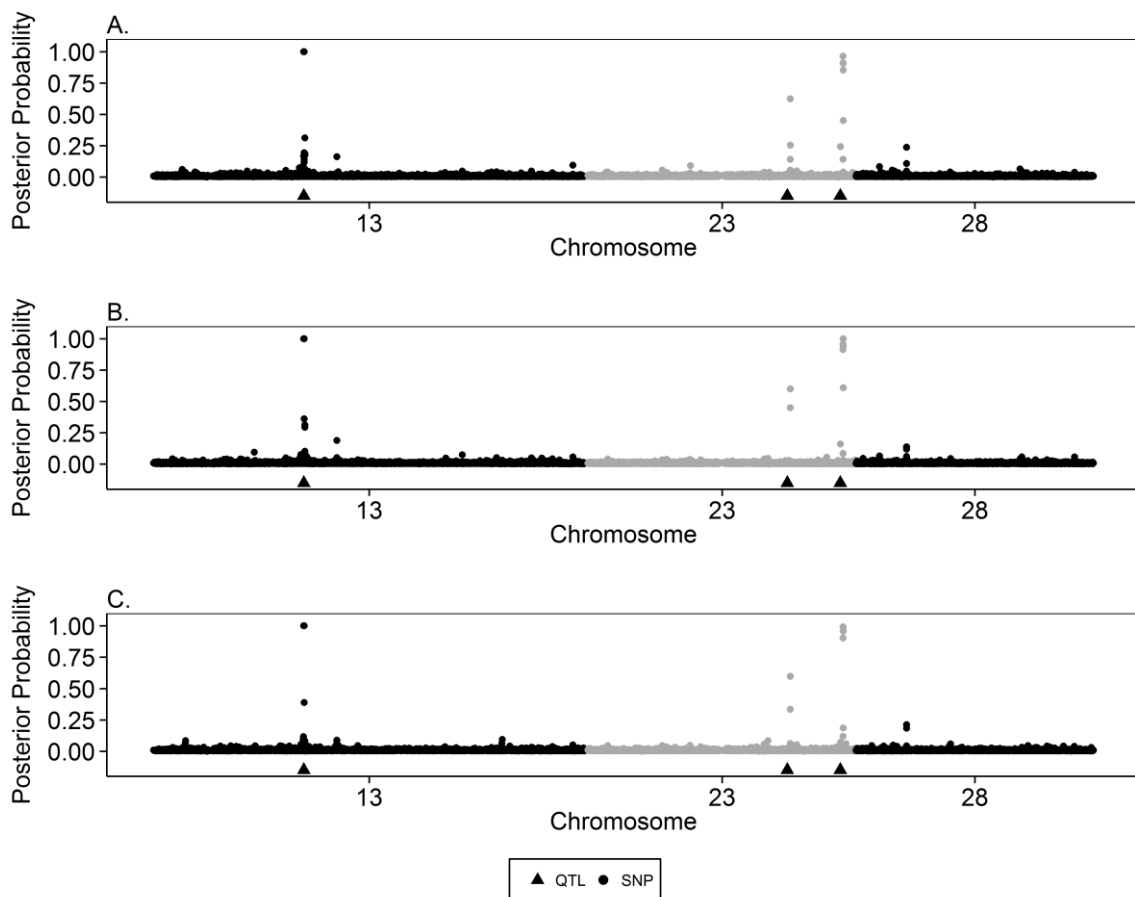 A.
Posterior Probability
1.00
0.75
0.50
0.25
0.00
13 23 28
Chromosome
B.
Posterior Probability
1.00
0.75
0.50
0.25
0.00
13 23 28
Chromosome
C.
Posterior Probability
1.00
0.75
0.50
0.25
0.00
13 23 28
Chromosome
QTL SNP